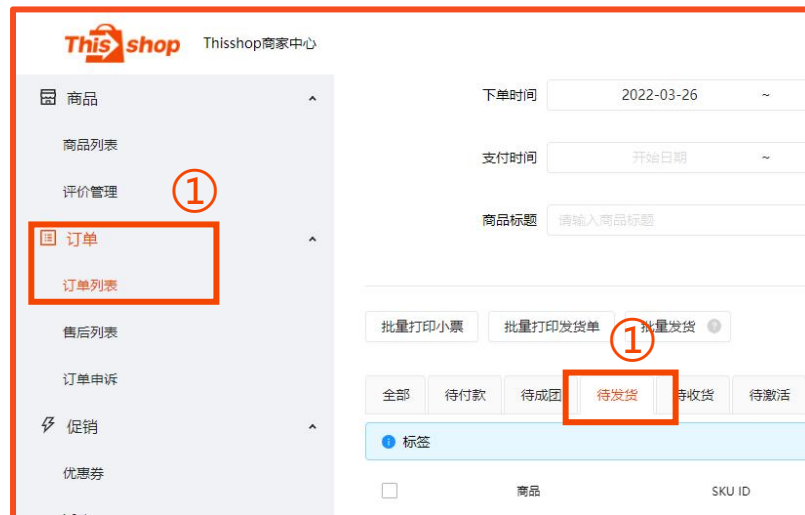 This shop Thisshop商家中心
商品
商品列表
评价管理
①
订单
订单列表
售后列表
订单申诉
促销
优惠券
下单时间 2022-03-26 ~
支付时间 开始日期 ~
商品标题 请输入商品标题
批量打印小票 批量打印发货单 批量发货
①
全部 待付款 待成团 待发货 待收货 待激活
标签
商品 SKU ID